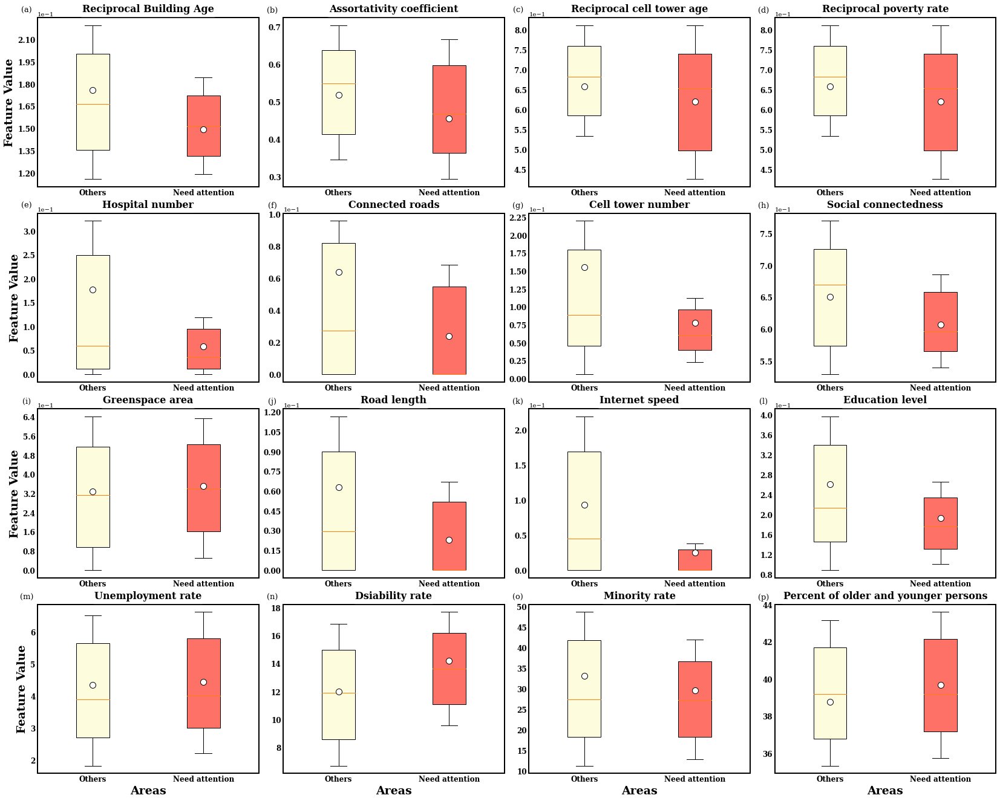 (a) Reciprocal Building Age
1e−1
2.10
1.95
1.80
1.65
1.50
1.35
1.20
Feature Value
Others Need attention
(b) Assortativity coefficient
0.7
0.6
0.5
0.4
0.3
Others Need attention
(c) Reciprocal cell tower age
1e−1
8.0
7.5
7.0
6.5
6.0
5.5
5.0
4.5
Others Need attention
(d) Reciprocal poverty rate
1e−1
8.0
7.5
7.0
6.5
6.0
5.5
5.0
4.5
Others Need attention
(e) Hospital number
1e−1
3.0
2.5
2.0
1.5
1.0
0.5
0.0
Feature Value
Others Need attention
(f) Connected roads
1e−1
1.0
0.8
0.6
0.4
0.2
0.0
Others Need attention
(g) Cell tower number
1e−1
2.25
2.00
1.75
1.50
1.25
1.00
0.75
0.50
0.25
0.00
Others Need attention
(h) Social connectedness
1e−1
7.5
7.0
6.5
6.0
5.5
Others Need attention
(i) Greenspace area
1e−1
6.4
5.6
4.8
4.0
3.2
2.4
1.6
0.8
0.0
Feature Value
Others Need attention
(j) Road length
1e−1
1.20
1.05
0.90
0.75
0.60
0.45
0.30
0.15
0.00
Others Need attention
(k) Internet speed
1e−1
2.0
1.5
1.0
0.5
0.0
Others Need attention
(l) Education level
1e−1
4.0
3.6
3.2
2.8
2.4
2.0
1.6
1.2
0.8
Others Need attention
(m) Unemployment rate
6
5
4
3
2
Feature Value
Others Need attention
Areas
(n) Dsiability rate
18
16
14
12
10
8
Others Need attention
Areas
(o) Minority rate
50
45
40
35
30
25
20
15
10
Others Need attention
Areas
(p) Percent of older and younger persons
44
42
40
38
36
Others Need attention
Areas